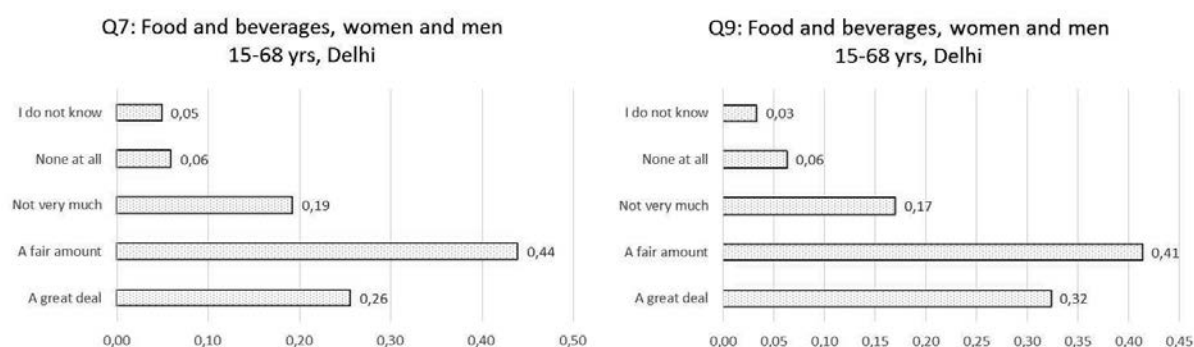 Q7: Food and beverages, women and men
15-68 yrs, Delhi
I do not know
0,05
None at all
0,06
Not very much
0,19
A fair amount
0,44
A great deal
0,26
0,00 0,10 0,20 0,30 0,40 0,50
Q9: Food and beverages, women and men
15-68 yrs, Delhi
I do not know
0,03
None at all
0,06
Not very much
0,17
A fair amount
0,41
A great deal
0,32
0,00 0,05 0,10 0,15 0,20 0,25 0,30 0,35 0,40 0,45